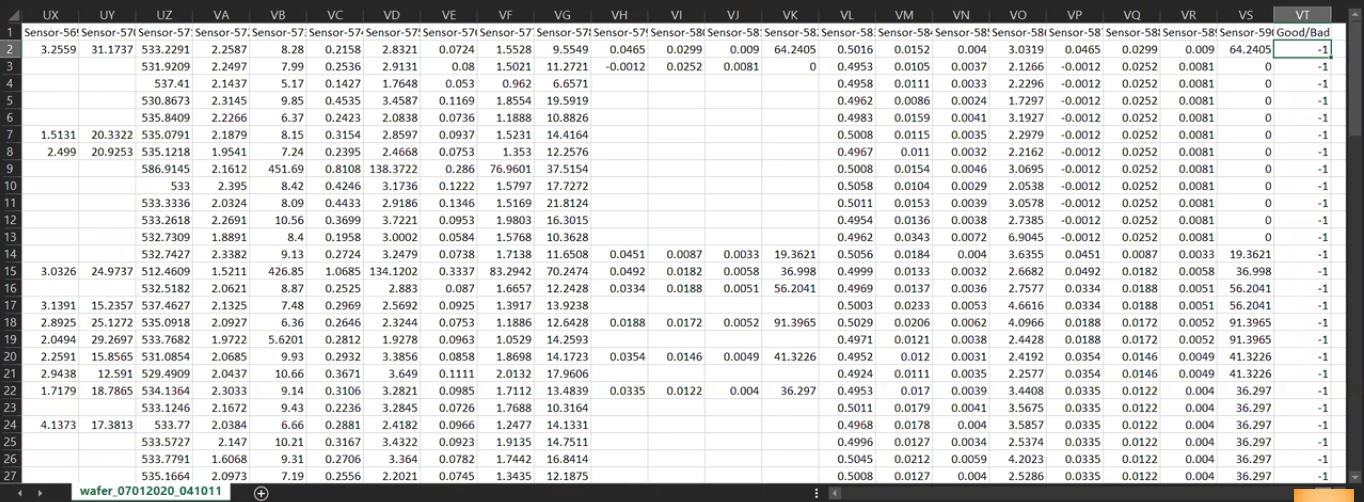 UX UY UZ VA VB VC VD VE VF VG VH VI VJ VK VL VM VN VO VP VQ VR VS VT
1 Sensor-569 Sensor-570 Sensor-57 Sensor-572 Sensor-573 Sensor-574 Sensor-575 Sensor-576 Sensor-577 Sensor-578 Sensor-579 Sensor-580 Sensor-58 Sensor-582 Sensor-583 Sensor-584 Sensor-585 Sensor-586 Sensor-587 Sensor-588 Sensor-589 Sensor-590 Good/Bad
2 3.2559 31.1737 533.2291 2.2587 8.28 0.2158 2.8321 0.0724 1.5528 9.5549 0.0465 0.0299 0.009 64.2405 0.5016 0.0152 0.004 3.0319 0.0465 0.0299 0.009 64.2405 -1
3 531.9209 2.2497 7.99 0.2536 2.9131 0.08 1.5021 11.2721 -0.0012 0.0252 0.0081 0 0.4953 0.0105 0.0037 2.1266 -0.0012 0.0252 0.0081 0 -1
4 537.41 2.1437 5.17 0.1427 1.7648 0.053 0.962 6.6571 0.4958 0.0111 0.0033 2.2296 -0.0012 0.0252 0.0081 0 -1
5 530.8673 2.3145 9.85 0.4535 3.4587 0.1169 1.8554 19.5919 0.4962 0.0086 0.0024 1.7297 -0.0012 0.0252 0.0081 0 -1
6 535.8409 2.2266 6.37 0.2423 2.0838 0.0736 1.1888 10.8826 0.4983 0.0159 0.0041 3.1927 -0.0012 0.0252 0.0081 0 -1
7 1.5131 20.3322 535.0791 2.1879 8.15 0.3154 2.8597 0.0937 1.5231 14.4164 0.5008 0.0115 0.0035 2.2979 -0.0012 0.0252 0.0081 0 -1
8 2.499 20.9253 535.1218 1.9541 7.24 0.2395 2.4668 0.0753 1.353 12.2576 0.4967 0.011 0.0032 2.2162 -0.0012 0.0252 0.0081 0 -1
9 586.9145 2.1612 451.69 0.8108 138.3722 0.286 76.9601 37.5154 0.5008 0.0154 0.0046 3.0695 -0.0012 0.0252 0.0081 0 -1
10 533 2.395 8.42 0.4246 3.1736 0.1222 1.5797 17.7272 0.5058 0.0104 0.0029 2.0538 -0.0012 0.0252 0.0081 0 -1
11 533.3336 2.0324 8.09 0.4433 2.9186 0.1346 1.5169 21.8124 0.5011 0.0153 0.0039 3.0578 -0.0012 0.0252 0.0081 0 -1
12 533.2618 2.2691 10.56 0.3699 3.7221 0.0953 1.9803 16.3015 0.4954 0.0136 0.0038 2.7385 -0.0012 0.0252 0.0081 0 -1
13 532.7309 1.8891 8.4 0.1958 3.0002 0.0584 1.5768 10.3628 0.4962 0.0343 0.0072 6.9045 -0.0012 0.0252 0.0081 0 -1
14 532.7427 2.3382 9.13 0.2724 3.2479 0.0738 1.7138 11.6508 0.0451 0.0087 0.0033 19.3621 0.5056 0.0184 0.004 3.6355 0.0451 0.0087 0.0033 19.3621 -1
15 3.0326 24.9737 512.4609 1.5211 426.85 1.0685 134.1202 0.3337 83.2942 70.2474 0.0492 0.0182 0.0058 36.998 0.4999 0.0133 0.0032 2.6682 0.0492 0.0182 0.0058 36.998 -1
16 532.5182 2.0621 8.87 0.2525 2.883 0.087 1.6657 12.2428 0.0334 0.0188 0.0051 56.2041 0.4969 0.0137 0.0036 2.7577 0.0334 0.0188 0.0051 56.2041 -1
17 3.1391 15.2357 537.4627 2.1325 7.48 0.2969 2.5692 0.0925 1.3917 13.9238 0.5003 0.0233 0.0053 4.6616 0.0334 0.0188 0.0051 56.2041 -1
18 2.8925 25.1272 535.0918 2.0927 6.36 0.2646 2.3244 0.0753 1.1886 12.6428 0.0188 0.0172 0.0052 91.3965 0.5029 0.0206 0.0062 4.0966 0.0188 0.0172 0.0052 91.3965 -1
19 2.0494 29.2697 533.7682 1.9722 5.6201 0.2812 1.9278 0.0963 1.0529 14.2593 0.4971 0.0121 0.0038 2.4428 0.0188 0.0172 0.0052 91.3965 -1
20 2.2591 15.8565 531.0854 2.0685 9.93 0.2932 3.3856 0.0858 1.8698 14.1723 0.0354 0.0146 0.0049 41.3226 0.4952 0.012 0.0031 2.4192 0.0354 0.0146 0.0049 41.3226 -1
21 2.9438 12.591 529.4909 2.0437 10.66 0.3671 3.649 0.1111 2.0132 17.9606 0.4924 0.0111 0.0035 2.2577 0.0354 0.0146 0.0049 41.3226 -1
22 1.7179 18.7865 534.1364 2.3033 9.14 0.3106 3.2821 0.0985 1.7112 13.4839 0.0335 0.0122 0.004 36.297 0.4953 0.017 0.0039 3.4408 0.0335 0.0122 0.004 36.297 -1
23 533.1246 2.1672 9.43 0.2236 3.2845 0.0726 1.7688 10.3164 0.5011 0.0179 0.0041 3.5675 0.0335 0.0122 0.004 36.297 -1
24 4.1373 17.3813 533.77 2.0384 6.66 0.2881 2.4182 0.0966 1.2477 14.1331 0.4968 0.0178 0.004 3.5857 0.0335 0.0122 0.004 36.297 -1
25 533.5727 2.147 10.21 0.3167 3.4322 0.0923 1.9135 14.7511 0.4996 0.0127 0.0034 2.5374 0.0335 0.0122 0.004 36.297 -1
26 533.7791 1.6068 9.31 0.2706 3.364 0.0782 1.7442 16.8414 0.5045 0.0212 0.0059 4.2023 0.0335 0.0122 0.004 36.297 -1
27 535.1664 2.0973 7.19 0.2556 2.2021 0.0745 1.3435 12.1875 0.5008 0.0127 0.004 2.5286 0.0335 0.0122 0.004 36.297 -1
wafer_07012020_041011